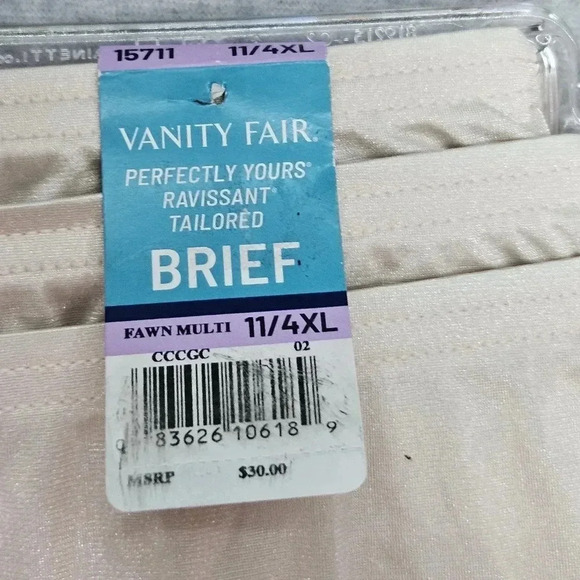 15711 11/4XL
VANITY FAIR®
PERFECTLY YOURS®
RAVISSANT®
TAILORED
BRIEF
FAWN MULTI 11/4XL
CCCGC 02
0 83626 10618 9
MSRP $30.00